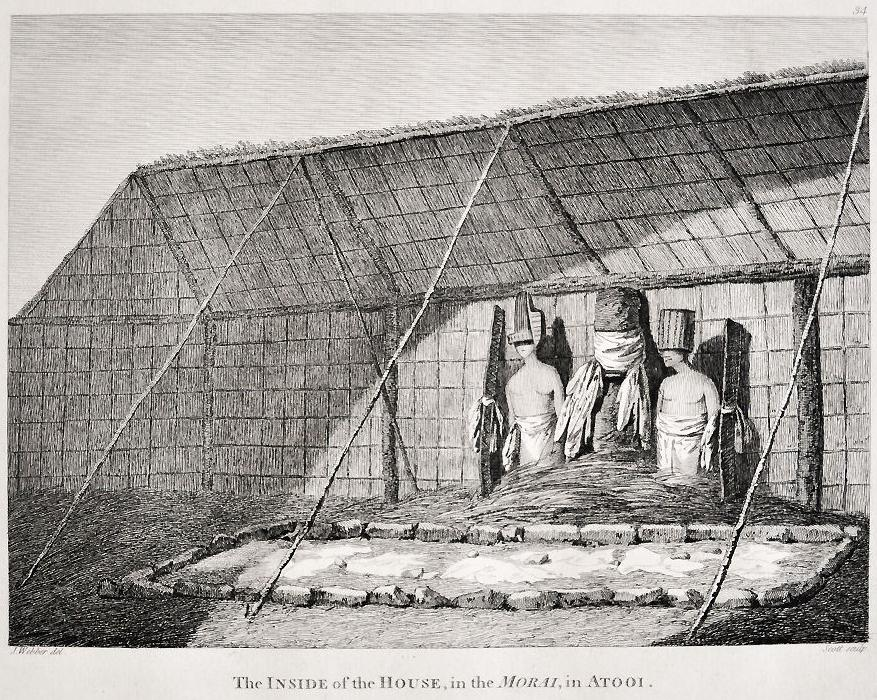 34
J. Webber del.
Scott sculp.
The INSIDE of the HOUSE, in the MORAI, in ATOOI.